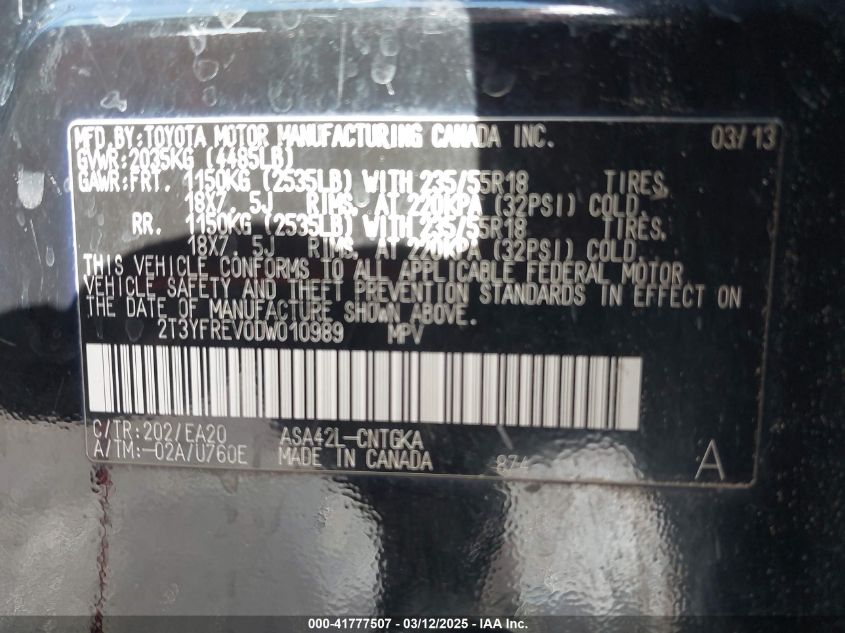 MFD. BY: TOYOTA MOTOR MANUFACTURING CANADA INC. 03/13
GVWR: 2035KG (4485LB)
GAWR: FRT. 1150KG (2535LB) WITH 235/55R18 TIRES,
18X7. 5J RIMS, AT 220KPA (32PSI) COLD.
RR. 1150KG (2535LB) WITH 235/55R18 TIRES,
18X7. 5J RIMS, AT 220KPA (32PSI) COLD.
THIS VEHICLE CONFORMS TO ALL APPLICABLE FEDERAL MOTOR
VEHICLE SAFETY AND THEFT PREVENTION STANDARDS IN EFFECT ON
THE DATE OF MANUFACTURE SHOWN ABOVE.
2T3YFREV0DW010989 MPV
C/TR: 202/EA20 ASA42L-CNTGKA
A/TM: -02A/U760E MADE IN CANADA 874 A
000-41777507 - 03/12/2025 - IAA Inc.